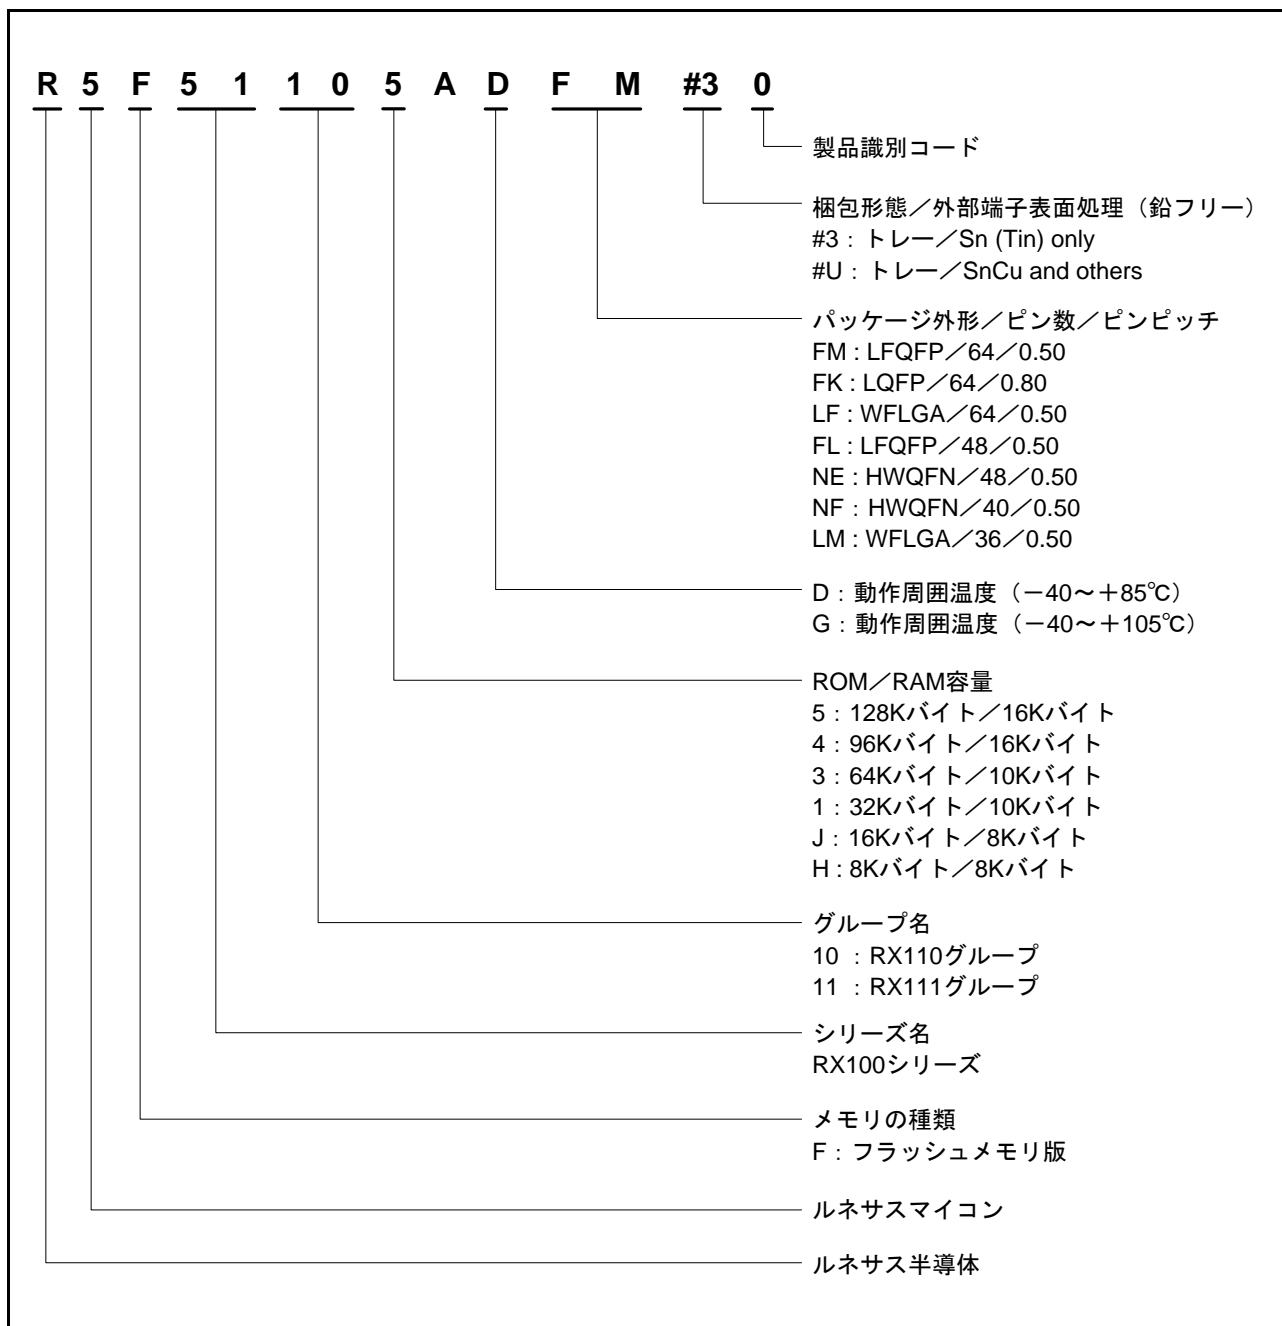 R 5 F 5 1 1 0 5 A D F M #3 0
製品識別コード
梱包形態／外部端子表面処理（鉛フリー）
#3：トレー／Sn (Tin) only
#U：トレー／SnCu and others
パッケージ外形／ピン数／ピンピッチ
FM : LFQFP／64／0.50
FK : LQFP／64／0.80
LF : WFLGA／64／0.50
FL : LFQFP／48／0.50
NE : HWQFN／48／0.50
NF : HWQFN／40／0.50
LM : WFLGA／36／0.50
D：動作周囲温度（－40～＋85℃）
G：動作周囲温度（－40～＋105℃）
ROM／RAM容量
5：128Kバイト／16Kバイト
4：96Kバイト／16Kバイト
3：64Kバイト／10Kバイト
1：32Kバイト／10Kバイト
J：16Kバイト／8Kバイト
H : 8Kバイト／8Kバイト
グループ名
10 ：RX110グループ
11 ：RX111グループ
シリーズ名
RX100シリーズ
メモリの種類
F：フラッシュメモリ版
ルネサスマイコン
ルネサス半導体